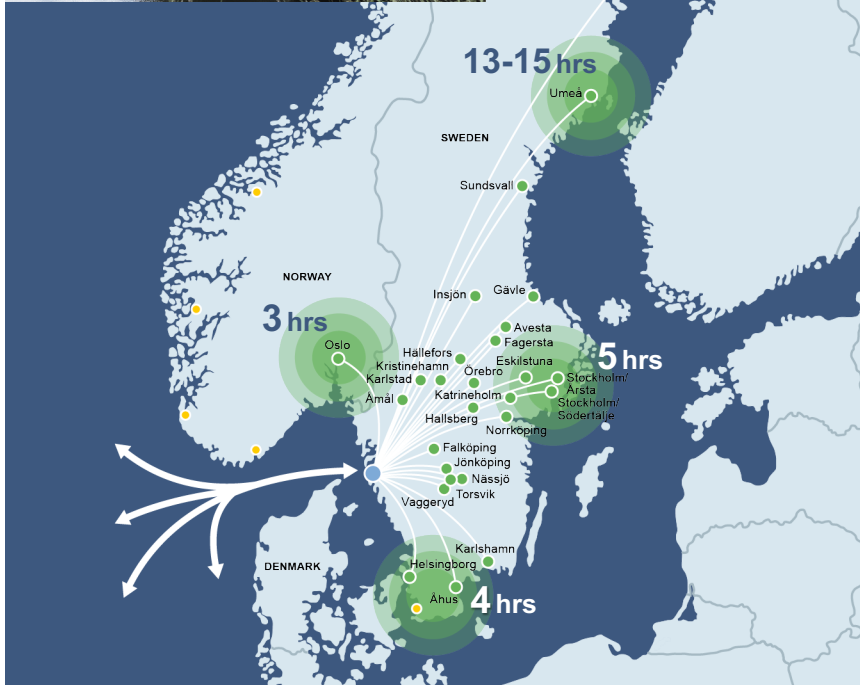 13-15 hrs
Umeå
SWEDEN
Sundsvall
NORWAY
Insjön
Gävle
3 hrs
Avesta
Fagersta
Oslo
Hällefors
Kristinehamn
Karlstad
Örebro
Eskilstuna
5 hrs
Stockholm/
Årsta
Stockholm/
Södertälje
Åmål
Katrineholm
Hallsberg
Norrköping
Falköping
Jönköping
Nässjö
Torsvik
Vaggeryd
Karlshamn
DENMARK
Helsingborg
Åhus
4 hrs